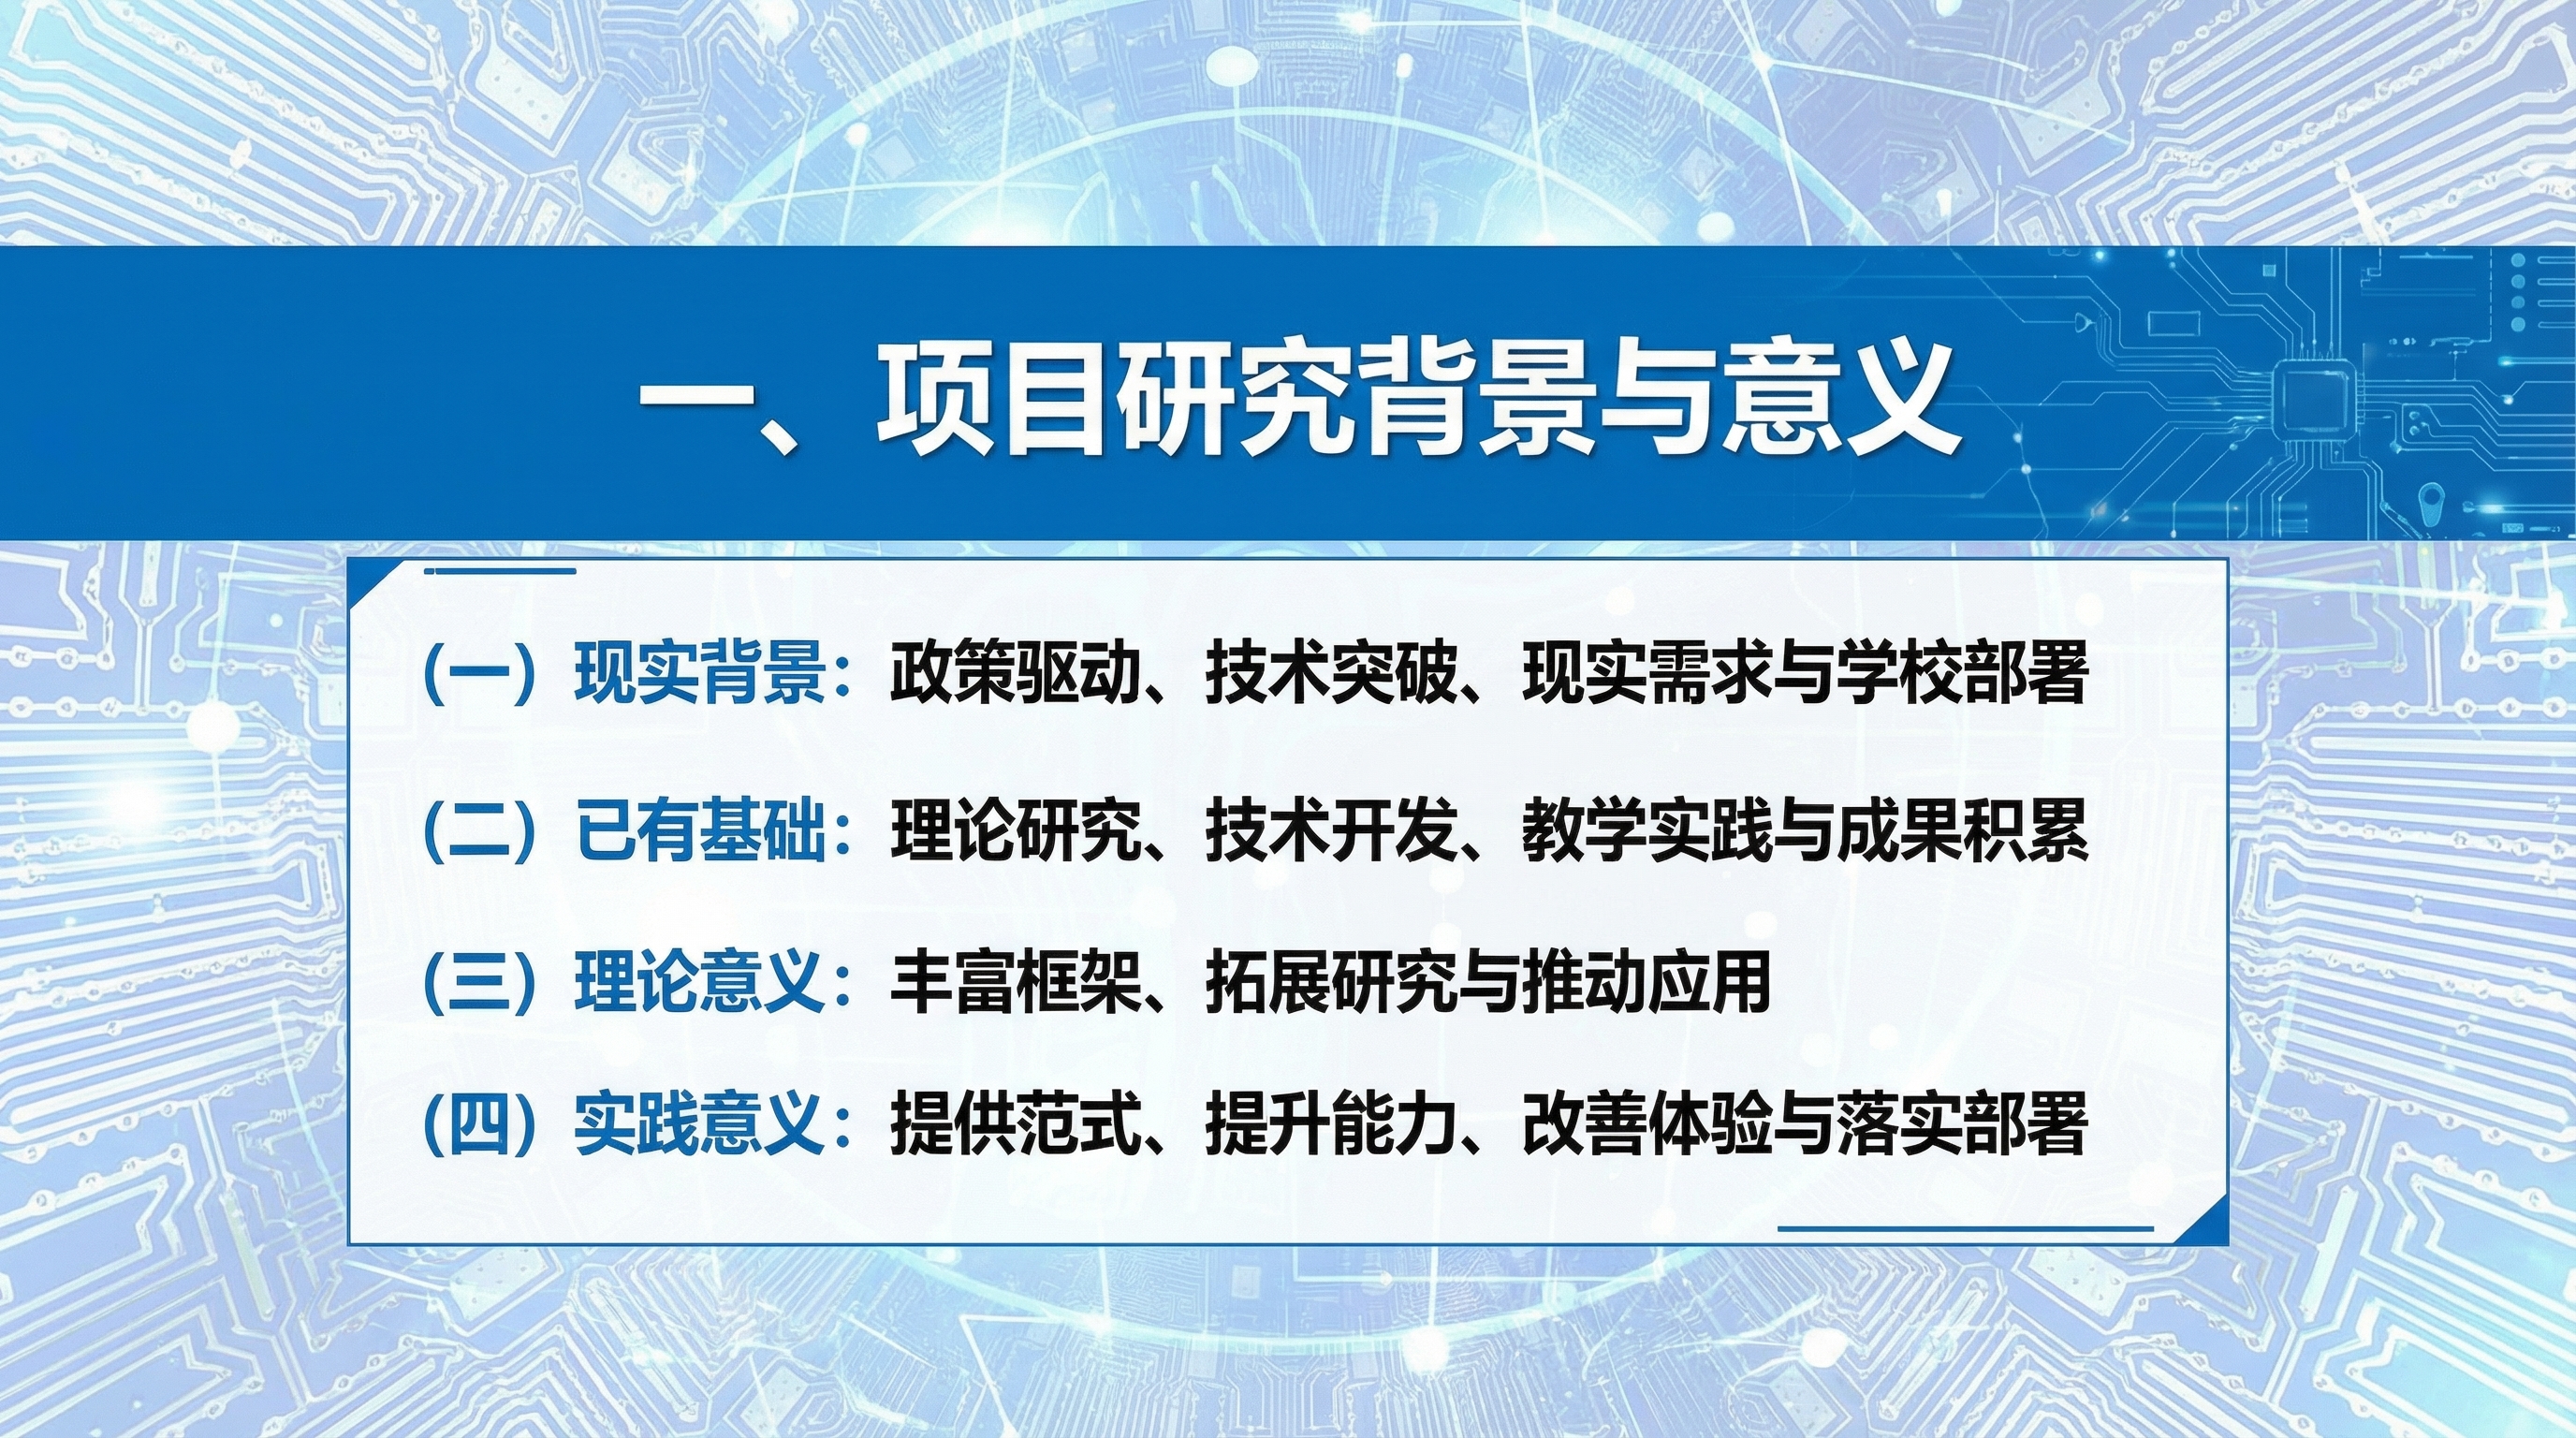 一、项目研究背景与意义
（一）现实背景：政策驱动、技术突破、现实需求与学校部署
（二）已有基础：理论研究、技术开发、教学实践与成果积累
（三）理论意义：丰富框架、拓展研究与推动应用
（四）实践意义：提供范式、提升能力、改善体验与落实部署